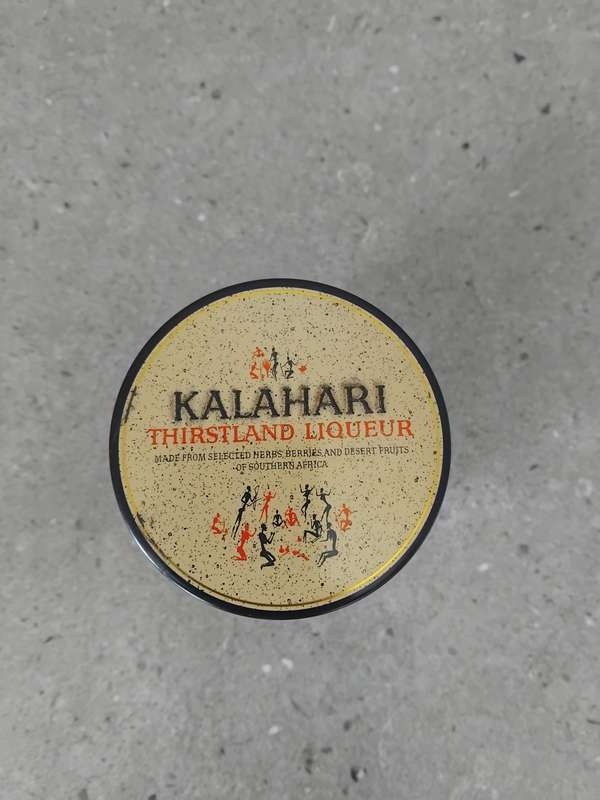 KALAHARI
THIRSTLAND LIQUEUR
MADE FROM SELECTED HERBS, BERRIES, AND DESERT FRUITS
OF SOUTHERN AFRICA